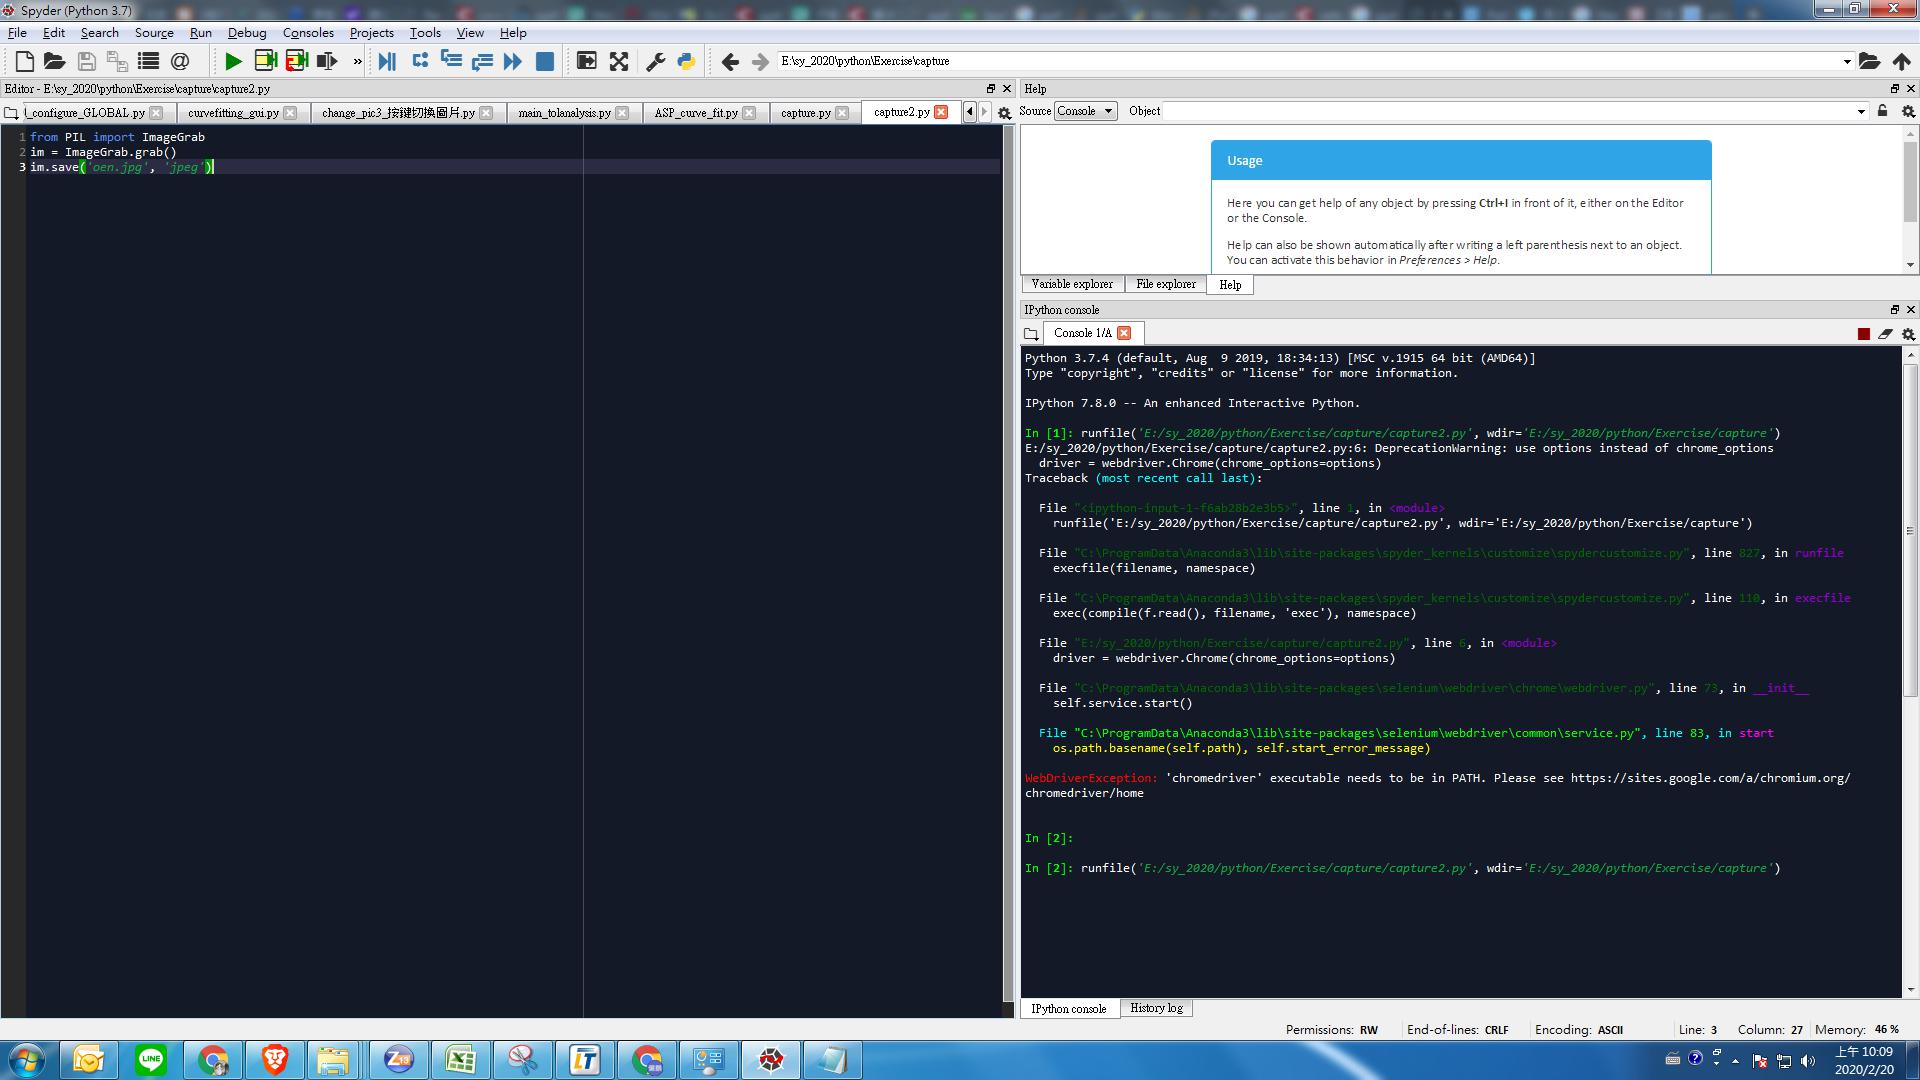 Spyder (Python 3.7)
File Edit Search Source Run Debug Consoles Projects Tools View Help
E:\sy_2020\python\Exercise\capture
Editor - E:\sy_2020\python\Exercise\capture\capture2.py
_configure_GLOBAL.py curvefitting_gui.py change_pic3_按鍵切換圖片.py main_tolanalysis.py ASP_curve_fit.py capture.py capture2.py
1 from PIL import ImageGrab
2 im = ImageGrab.grab()
3 im.save('oen.jpg', 'jpeg')
Help
Source Console Object
Usage
Here you can get help of any object by pressing Ctrl+I in front of it, either on the Editor
or the Console.
Help can also be shown automatically after writing a left parenthesis next to an object.
You can activate this behavior in Preferences > Help.
Variable explorer File explorer Help
IPython console
Console 1/A
Python 3.7.4 (default, Aug  9 2019, 18:34:13) [MSC v.1915 64 bit (AMD64)]
Type "copyright", "credits" or "license" for more information.
IPython 7.8.0 -- An enhanced Interactive Python.
In [1]: runfile('E:/sy_2020/python/Exercise/capture/capture2.py', wdir='E:/sy_2020/python/Exercise/capture')
E:/sy_2020/python/Exercise/capture/capture2.py:6: DeprecationWarning: use options instead of chrome_options
driver = webdriver.Chrome(chrome_options=options)
Traceback (most recent call last):
File "<ipython-input-1-f6ab28b2e3b5>", line 1, in <module>
runfile('E:/sy_2020/python/Exercise/capture/capture2.py', wdir='E:/sy_2020/python/Exercise/capture')
File "C:\ProgramData\Anaconda3\lib\site-packages\spyder_kernels\customize\spydercustomize.py", line 827, in runfile
execfile(filename, namespace)
File "C:\ProgramData\Anaconda3\lib\site-packages\spyder_kernels\customize\spydercustomize.py", line 110, in execfile
exec(compile(f.read(), filename, 'exec'), namespace)
File "E:/sy_2020/python/Exercise/capture/capture2.py", line 6, in <module>
driver = webdriver.Chrome(chrome_options=options)
File "C:\ProgramData\Anaconda3\lib\site-packages\selenium\webdriver\chrome\webdriver.py", line 73, in __init__
self.service.start()
File "C:\ProgramData\Anaconda3\lib\site-packages\selenium\webdriver\common\service.py", line 83, in start
os.path.basename(self.path), self.start_error_message)
WebDriverException: 'chromedriver' executable needs to be in PATH. Please see https://sites.google.com/a/chromium.org/
chromedriver/home
In [2]:
In [2]: runfile('E:/sy_2020/python/Exercise/capture/capture2.py', wdir='E:/sy_2020/python/Exercise/capture')
IPython console History log
Permissions: RW End-of-lines: CRLF Encoding: ASCII Line: 3 Column: 27 Memory: 46 %
LINE
LT
上午 10:09
2020/2/20